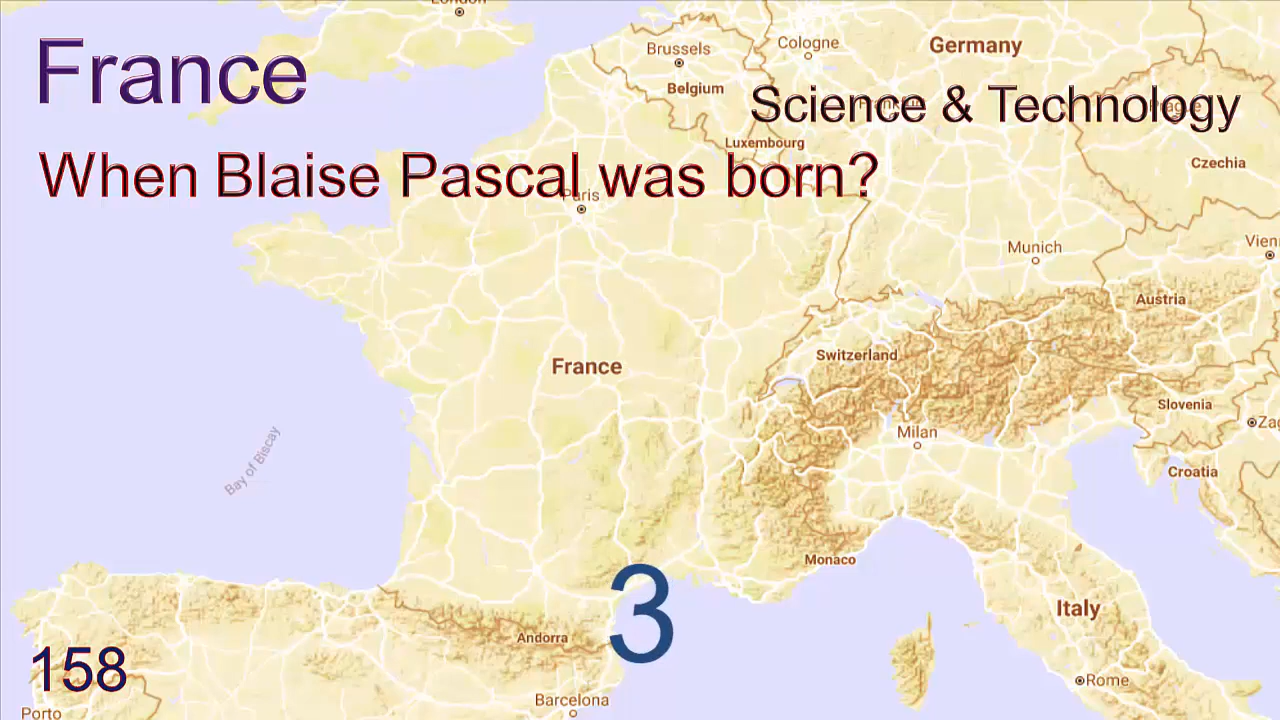 London
France
Brussels
Cologne
Germany
Belgium
Science & Technology
Prague
Luxembourg
Czechia
When Blaise Pascal was born?
Paris
Munich
Vien
Austria
France
Switzerland
Slovenia
Zag
Milan
Bay of Biscay
Croatia
Monaco
3
Italy
Andorra
158
Rome
Barcelona
Porto